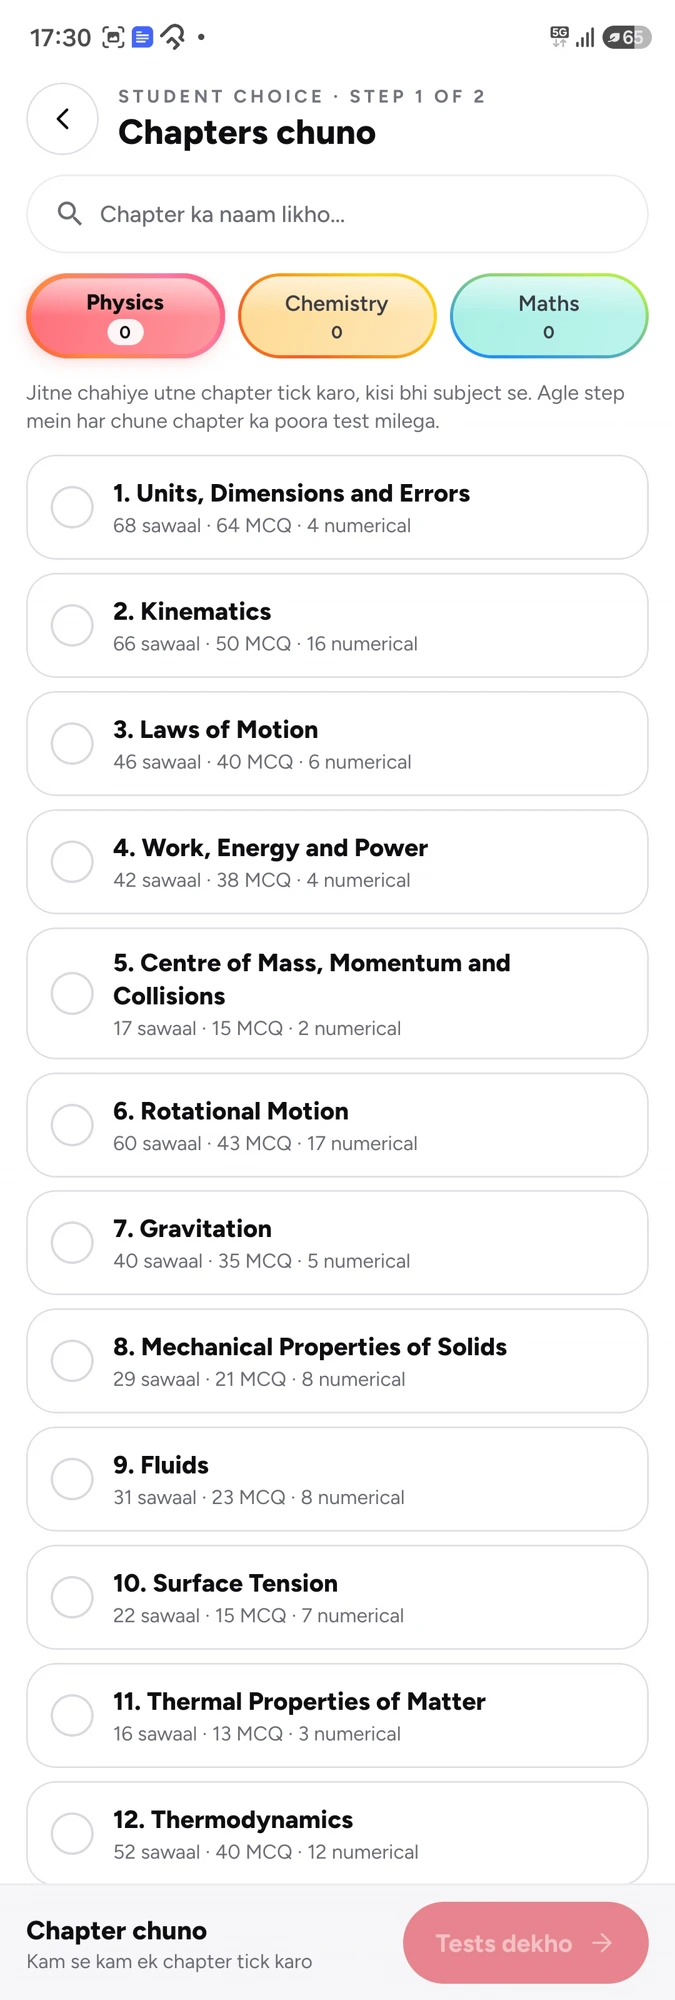 17:30
5G
65
STUDENT CHOICE · STEP 1 OF 2
Chapters chuno
Chapter ka naam likho...
Physics
0
Chemistry
0
Maths
0
Jitne chahiye utne chapter tick karo, kisi bhi subject se. Agle step
mein har chune chapter ka poora test milega.
1. Units, Dimensions and Errors
68 sawaal · 64 MCQ · 4 numerical
2. Kinematics
66 sawaal · 50 MCQ · 16 numerical
3. Laws of Motion
46 sawaal · 40 MCQ · 6 numerical
4. Work, Energy and Power
42 sawaal · 38 MCQ · 4 numerical
5. Centre of Mass, Momentum and
Collisions
17 sawaal · 15 MCQ · 2 numerical
6. Rotational Motion
60 sawaal · 43 MCQ · 17 numerical
7. Gravitation
40 sawaal · 35 MCQ · 5 numerical
8. Mechanical Properties of Solids
29 sawaal · 21 MCQ · 8 numerical
9. Fluids
31 sawaal · 23 MCQ · 8 numerical
10. Surface Tension
22 sawaal · 15 MCQ · 7 numerical
11. Thermal Properties of Matter
16 sawaal · 13 MCQ · 3 numerical
12. Thermodynamics
52 sawaal · 40 MCQ · 12 numerical
Chapter chuno
Kam se kam ek chapter tick karo
Tests dekho